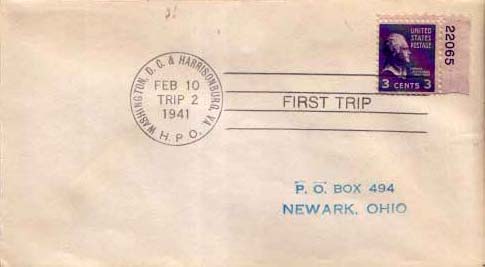 UNITED
STATES
POSTAGE
3 CENTS 3
22065
WASHINGTON, D. C. & HARRISONBURG, VA.
FEB 10
TRIP 2
1941
H. P. O.
FIRST TRIP
P. O. BOX 494
NEWARK, OHIO